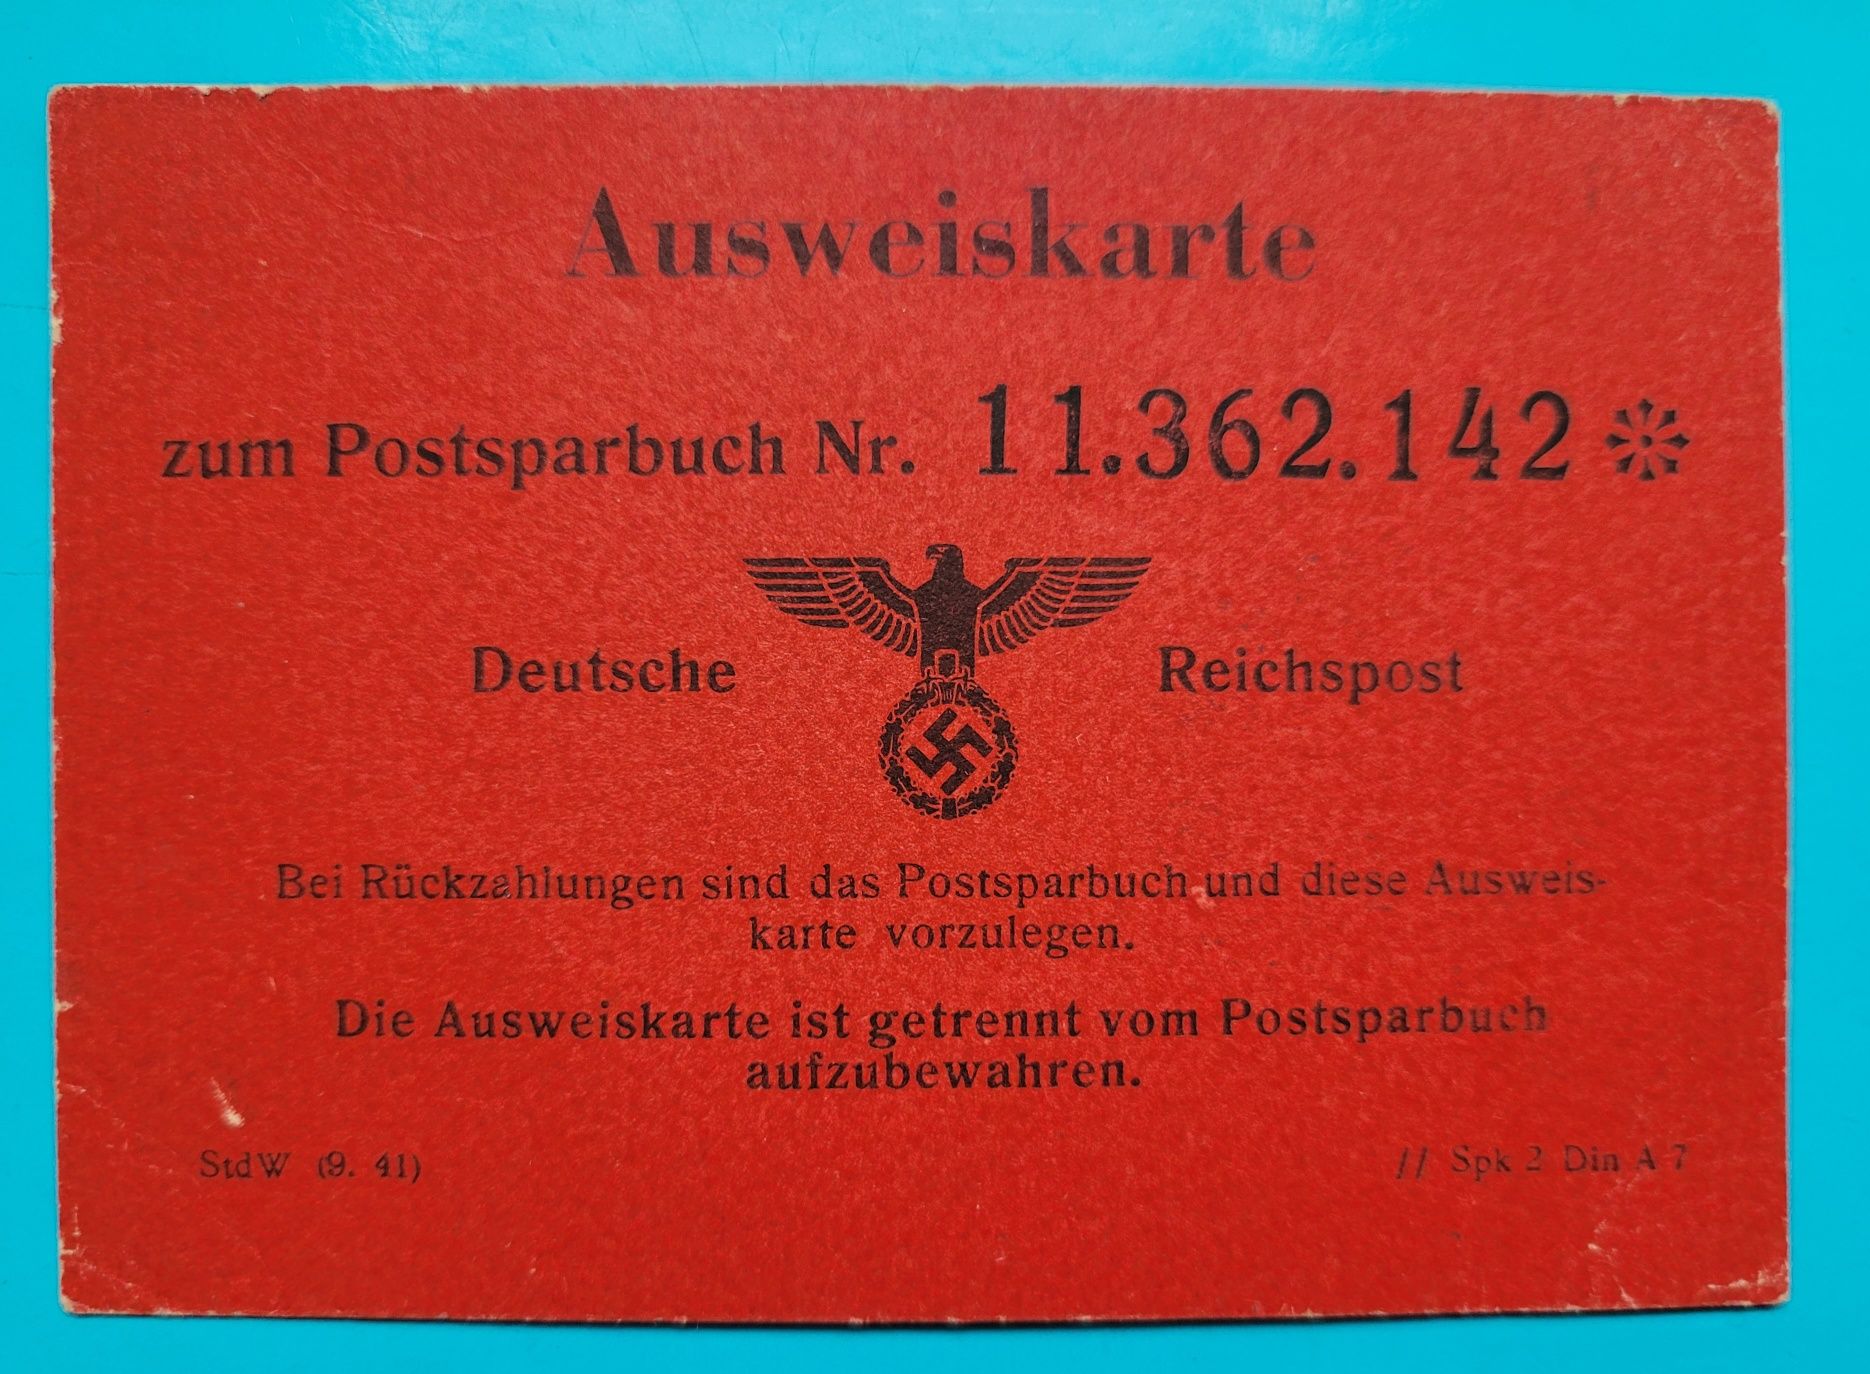 Ausweiskarte
zum Postsparbuch Nr. 11.362.142
Deutsche Reichspost
Bei Rückzahlungen sind das Postsparbuch und diese Ausweis-
karte vorzulegen.
Die Ausweiskarte ist getrennt vom Postsparbuch
aufzubewahren.
StdW (9. 41) // Spk 2 Din A 7